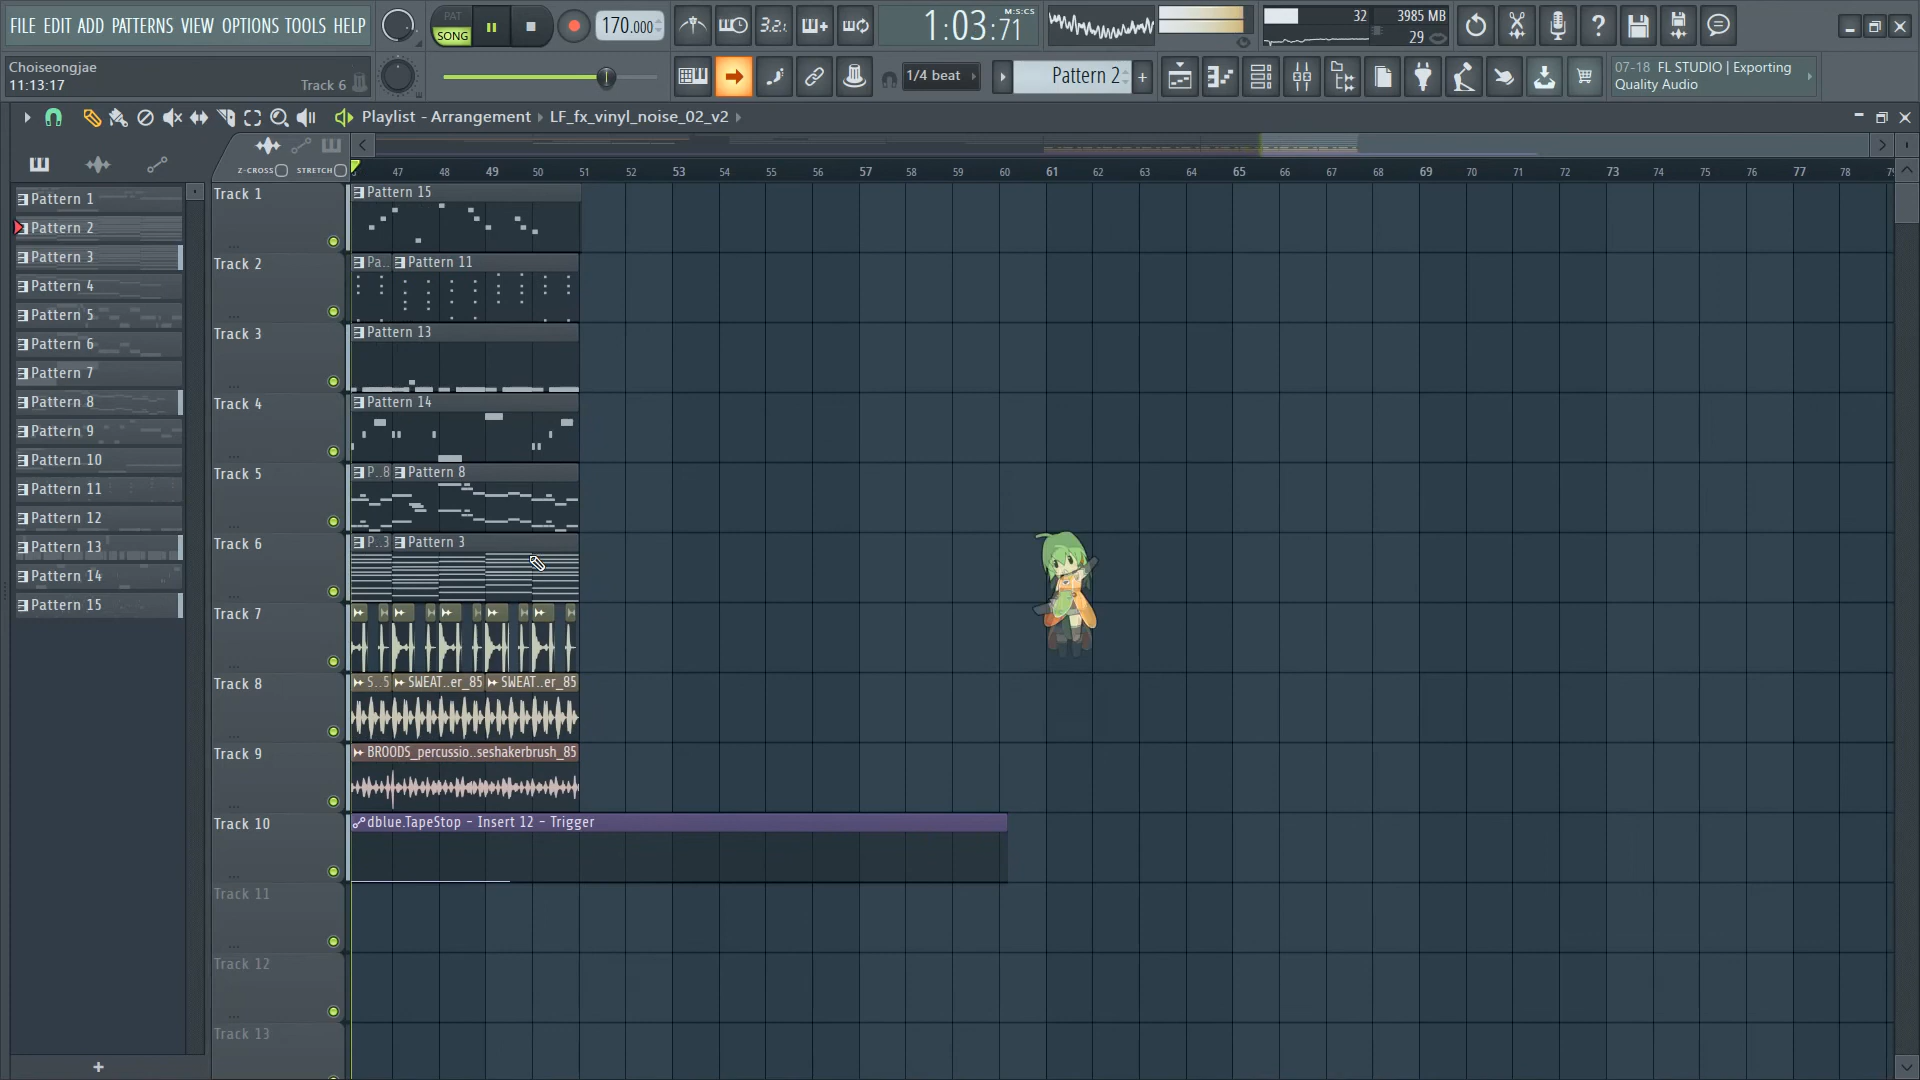 FILE EDIT ADD PATTERNS VIEW OPTIONS TOOLS HELP
PAT
SONG
170.000
3.2.
1:03:71
M:S:CS
32
3985 MB
29
Choiseongjae
11:13:17
Track 6
1/4 beat
Pattern 2
07-18 FL STUDIO | Exporting
Quality Audio
Playlist - Arrangement › LF_fx_vinyl_noise_02_v2
Z-CROSS
STRETCH
47 48 49 50 51 52 53 54 55 56 57 58 59 60 61 62 63 64 65 66 67 68 69 70 71 72 73 74 75 76 77 78
Pattern 1
Pattern 2
Pattern 3
Pattern 4
Pattern 5
Pattern 6
Pattern 7
Pattern 8
Pattern 9
Pattern 10
Pattern 11
Pattern 12
Pattern 13
Pattern 14
Pattern 15
Track 1
Pattern 15
Track 2
Pa.. Pattern 11
Track 3
Pattern 13
Track 4
Pattern 14
Track 5
P..8 Pattern 8
Track 6
P..3 Pattern 3
Track 7
Track 8
S..5 SWEAT..er_85 SWEAT..er_85
Track 9
BROODS_percussio..seshakerbrush_85
Track 10
dblue.TapeStop - Insert 12 - Trigger
Track 11
Track 12
Track 13